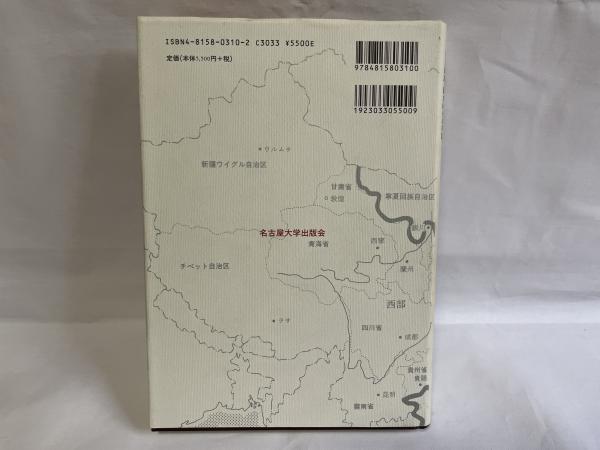 ISBN4-8158-0310-2 C3033 ¥5500E
定価(本体5,500円+税)
9784815803100
1923033055009
ウルムチ
新疆ウイグル自治区
甘粛省
敦煌
寧夏回族自治区
銀川
名古屋大学出版会
青海省
西寧
蘭州
チベット自治区
西部
ラサ
四川省
成都
貴州省
貴陽
昆明
雲南省